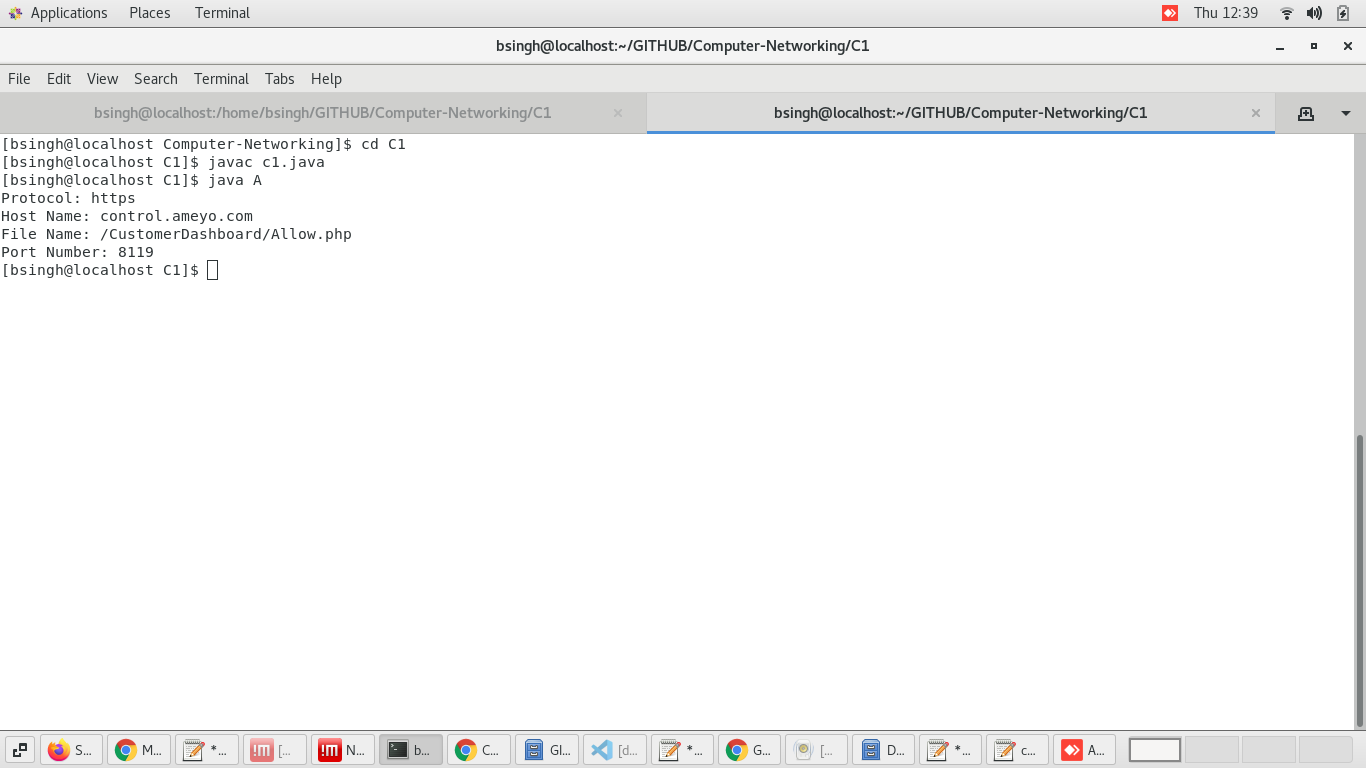 Applications Places Terminal Thu 12:39
bsingh@localhost:~/GITHUB/Computer-Networking/C1
File Edit View Search Terminal Tabs Help
bsingh@localhost:/home/bsingh/GITHUB/Computer-Networking/C1 bsingh@localhost:~/GITHUB/Computer-Networking/C1
[bsingh@localhost Computer-Networking]$ cd C1
[bsingh@localhost C1]$ javac c1.java
[bsingh@localhost C1]$ java A
Protocol: https
Host Name: control.ameyo.com
File Name: /CustomerDashboard/Allow.php
Port Number: 8119
[bsingh@localhost C1]$
S... M... *... !m [... !m N... b... C... Gl... [d... *... G... [... D... *... c... A...